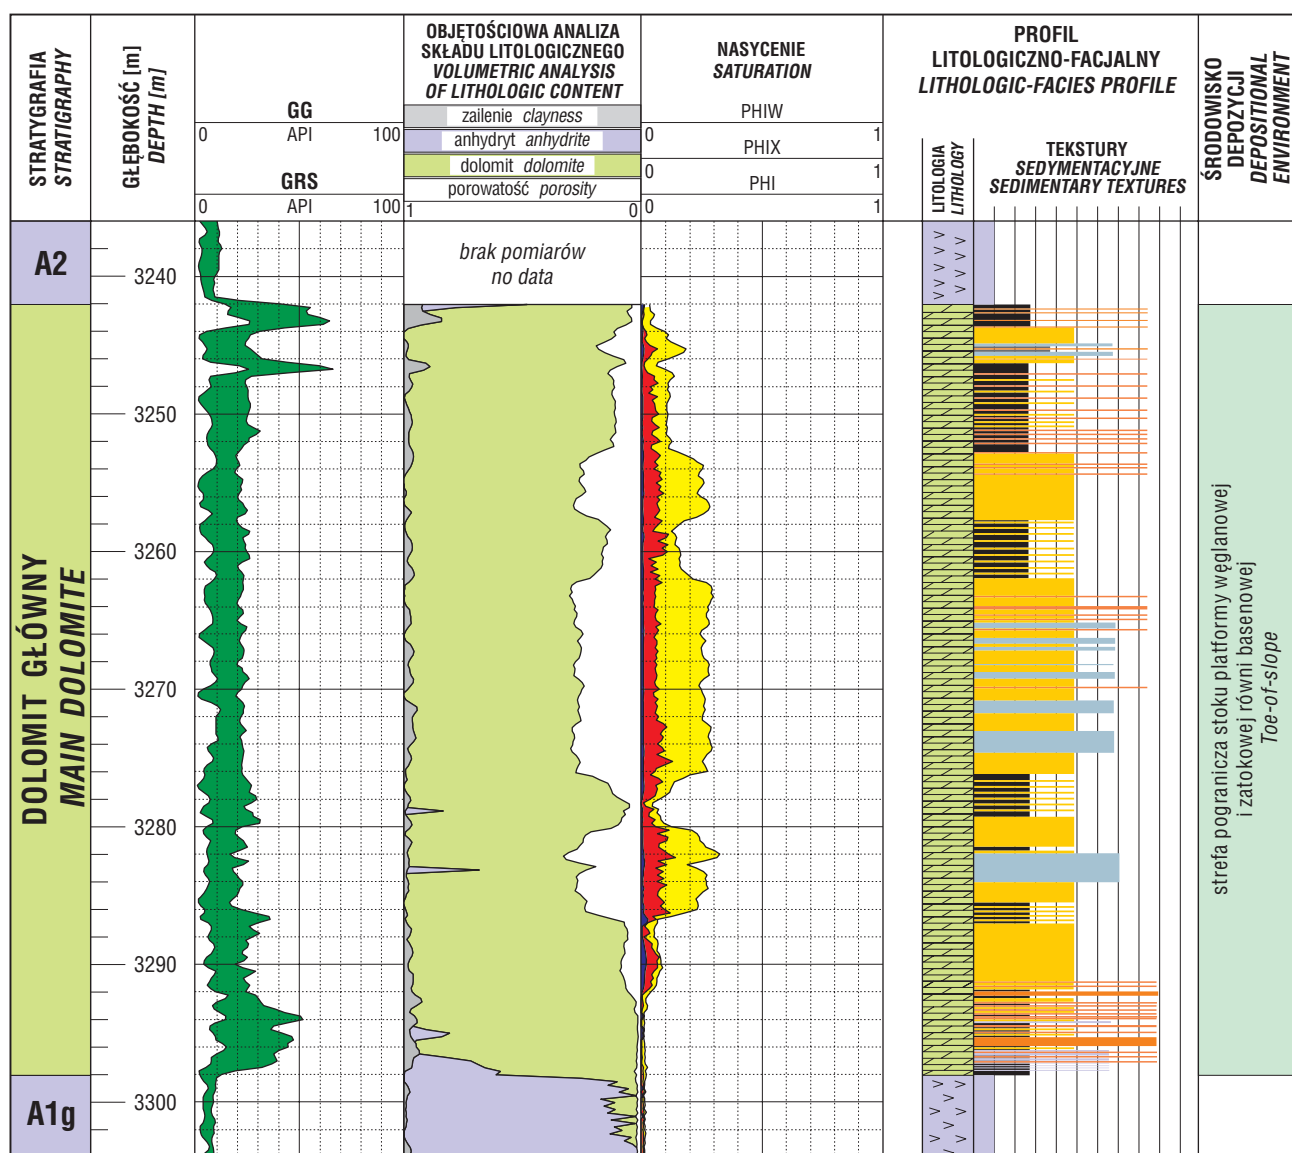 STRATYGRAFIA
STRATIGRAPHY
GŁĘBOKOŚĆ [m]
DEPTH [m]
GG
0 API 100
GRS
0 API 100
OBJĘTOŚCIOWA ANALIZA
SKŁADU LITOLOGICZNEGO
VOLUMETRIC ANALYSIS
OF LITHOLOGIC CONTENT
zailenie clayness
anhydryt anhydrite
dolomit dolomite
porowatość porosity
1 0
NASYCENIE
SATURATION
PHIW
0 1
PHIX
0 1
PHI
0 1
PROFIL
LITOLOGICZNO-FACJALNY
LITHOLOGIC-FACIES PROFILE
LITOLOGIA
LITHOLOGY
TEKSTURY
SEDYMENTACYJNE
SEDIMENTARY TEXTURES
ŚRODOWISKO
DEPOZYCJI
DEPOSITIONAL
ENVIRONMENT
A2
DOLOMIT GŁÓWNY
MAIN DOLOMITE
A1g
3240
3250
3260
3270
3280
3290
3300
brak pomiarów
no data
strefa pogranicza stoku platformy węglanowej
i zatokowej równi basenowej
Toe-of-slope